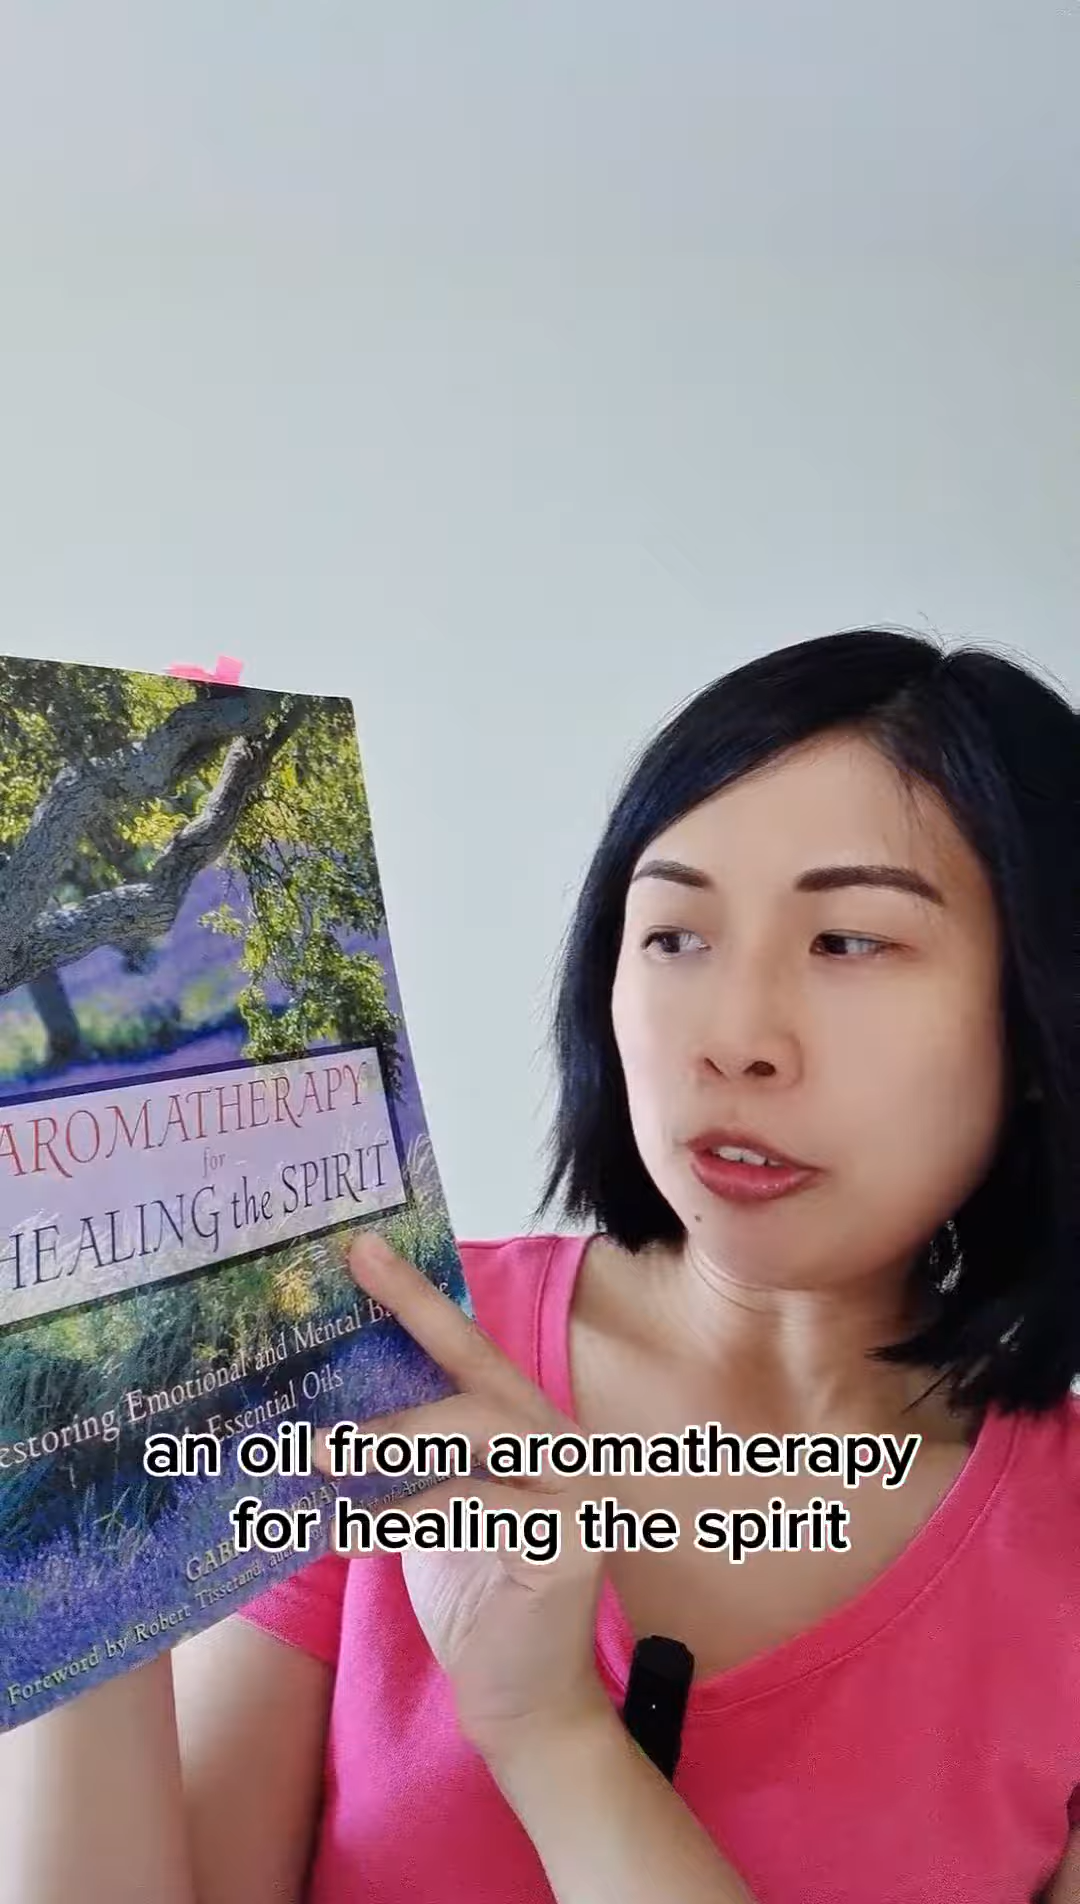 AROMATHERAPY
for
HEALING the SPIRIT
Emotional and Mental
Essential Oils
Foreword by Robert Tisserand,
an oil from aromatherapy
for healing the spirit